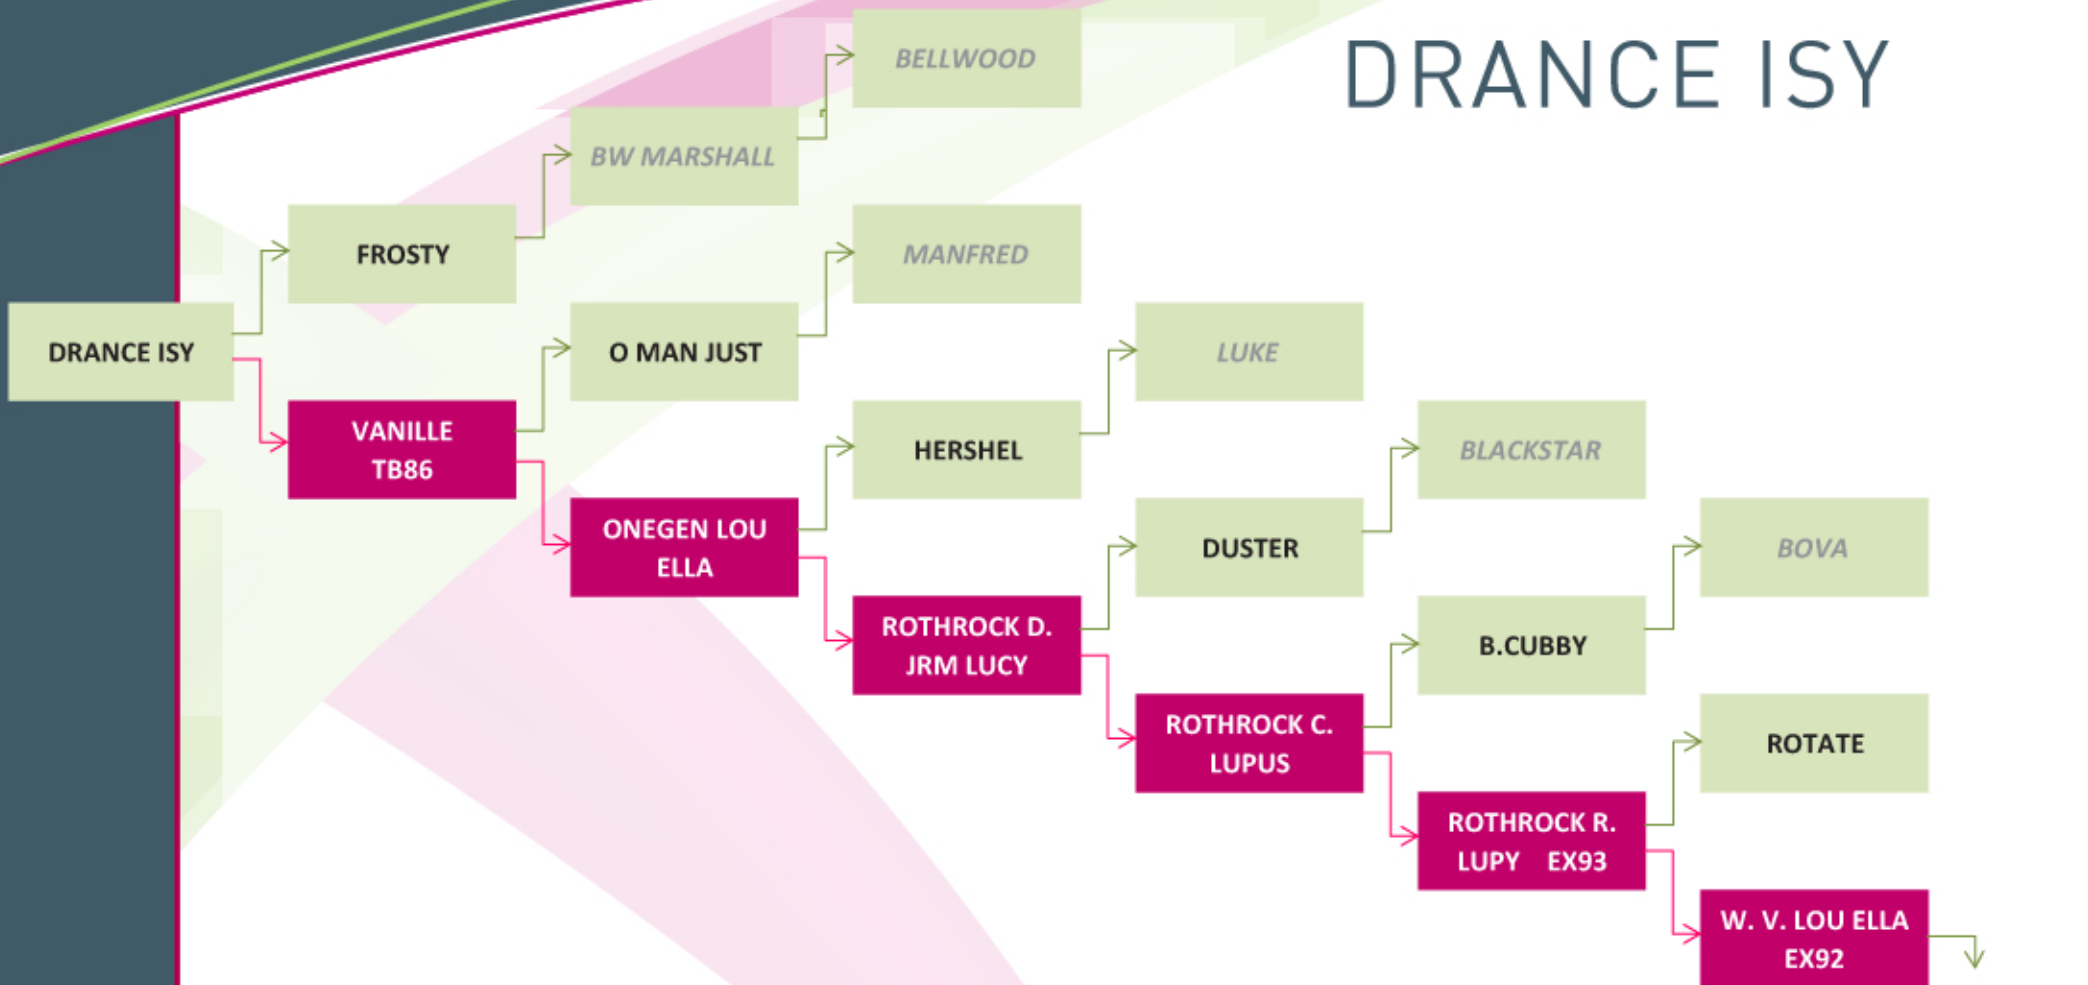 DRANCE ISY
BELLWOOD
BW MARSHALL
FROSTY
MANFRED
DRANCE ISY
O MAN JUST
LUKE
VANILLE
TB86
HERSHEL
BLACKSTAR
ONEGEN LOU
ELLA
DUSTER
BOVA
ROTHROCK D.
JRM LUCY
B.CUBBY
ROTHROCK C.
LUPUS
ROTATE
ROTHROCK R.
LUPY EX93
W. V. LOU ELLA
EX92